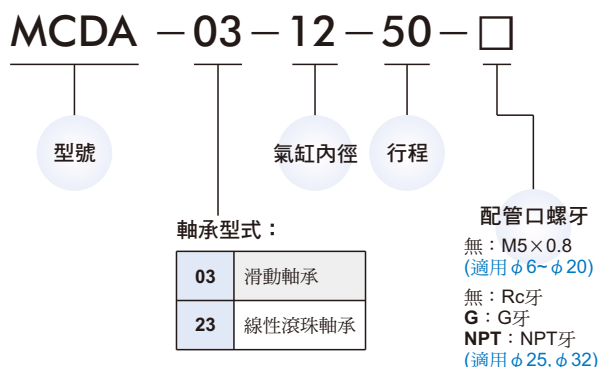 MCDA－03－12－50－□
型號
氣缸內徑
行程
軸承型式：
03 滑動軸承
23 線性滾珠軸承
配管口螺牙
無：M5×0.8
(適用φ6~φ20)
無：Rc牙
G：G牙
NPT：NPT牙
(適用φ25,φ32)